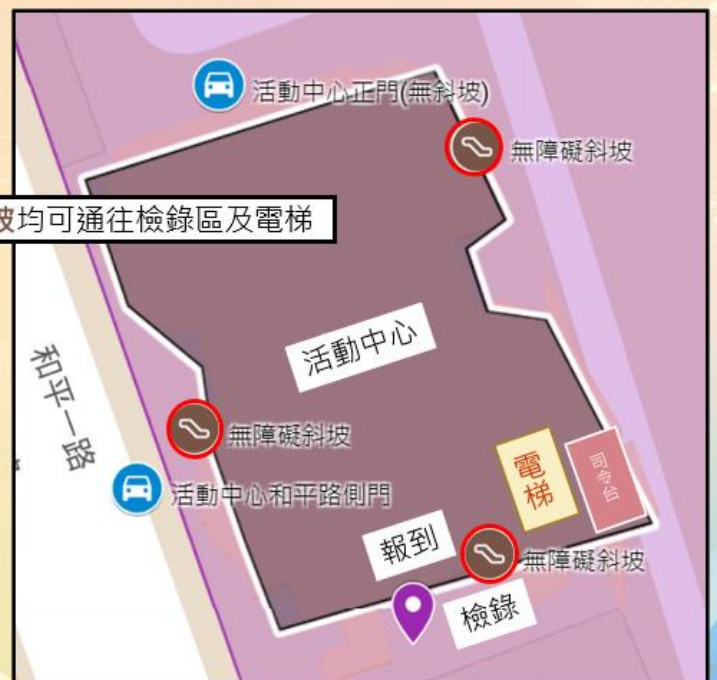 活動中心正門(無斜坡)
無障礙斜坡
坡均可通往檢錄區及電梯
活動中心
和平一路
無障礙斜坡
活動中心和平路側門
電梯
司令台
報到
無障礙斜坡
檢錄